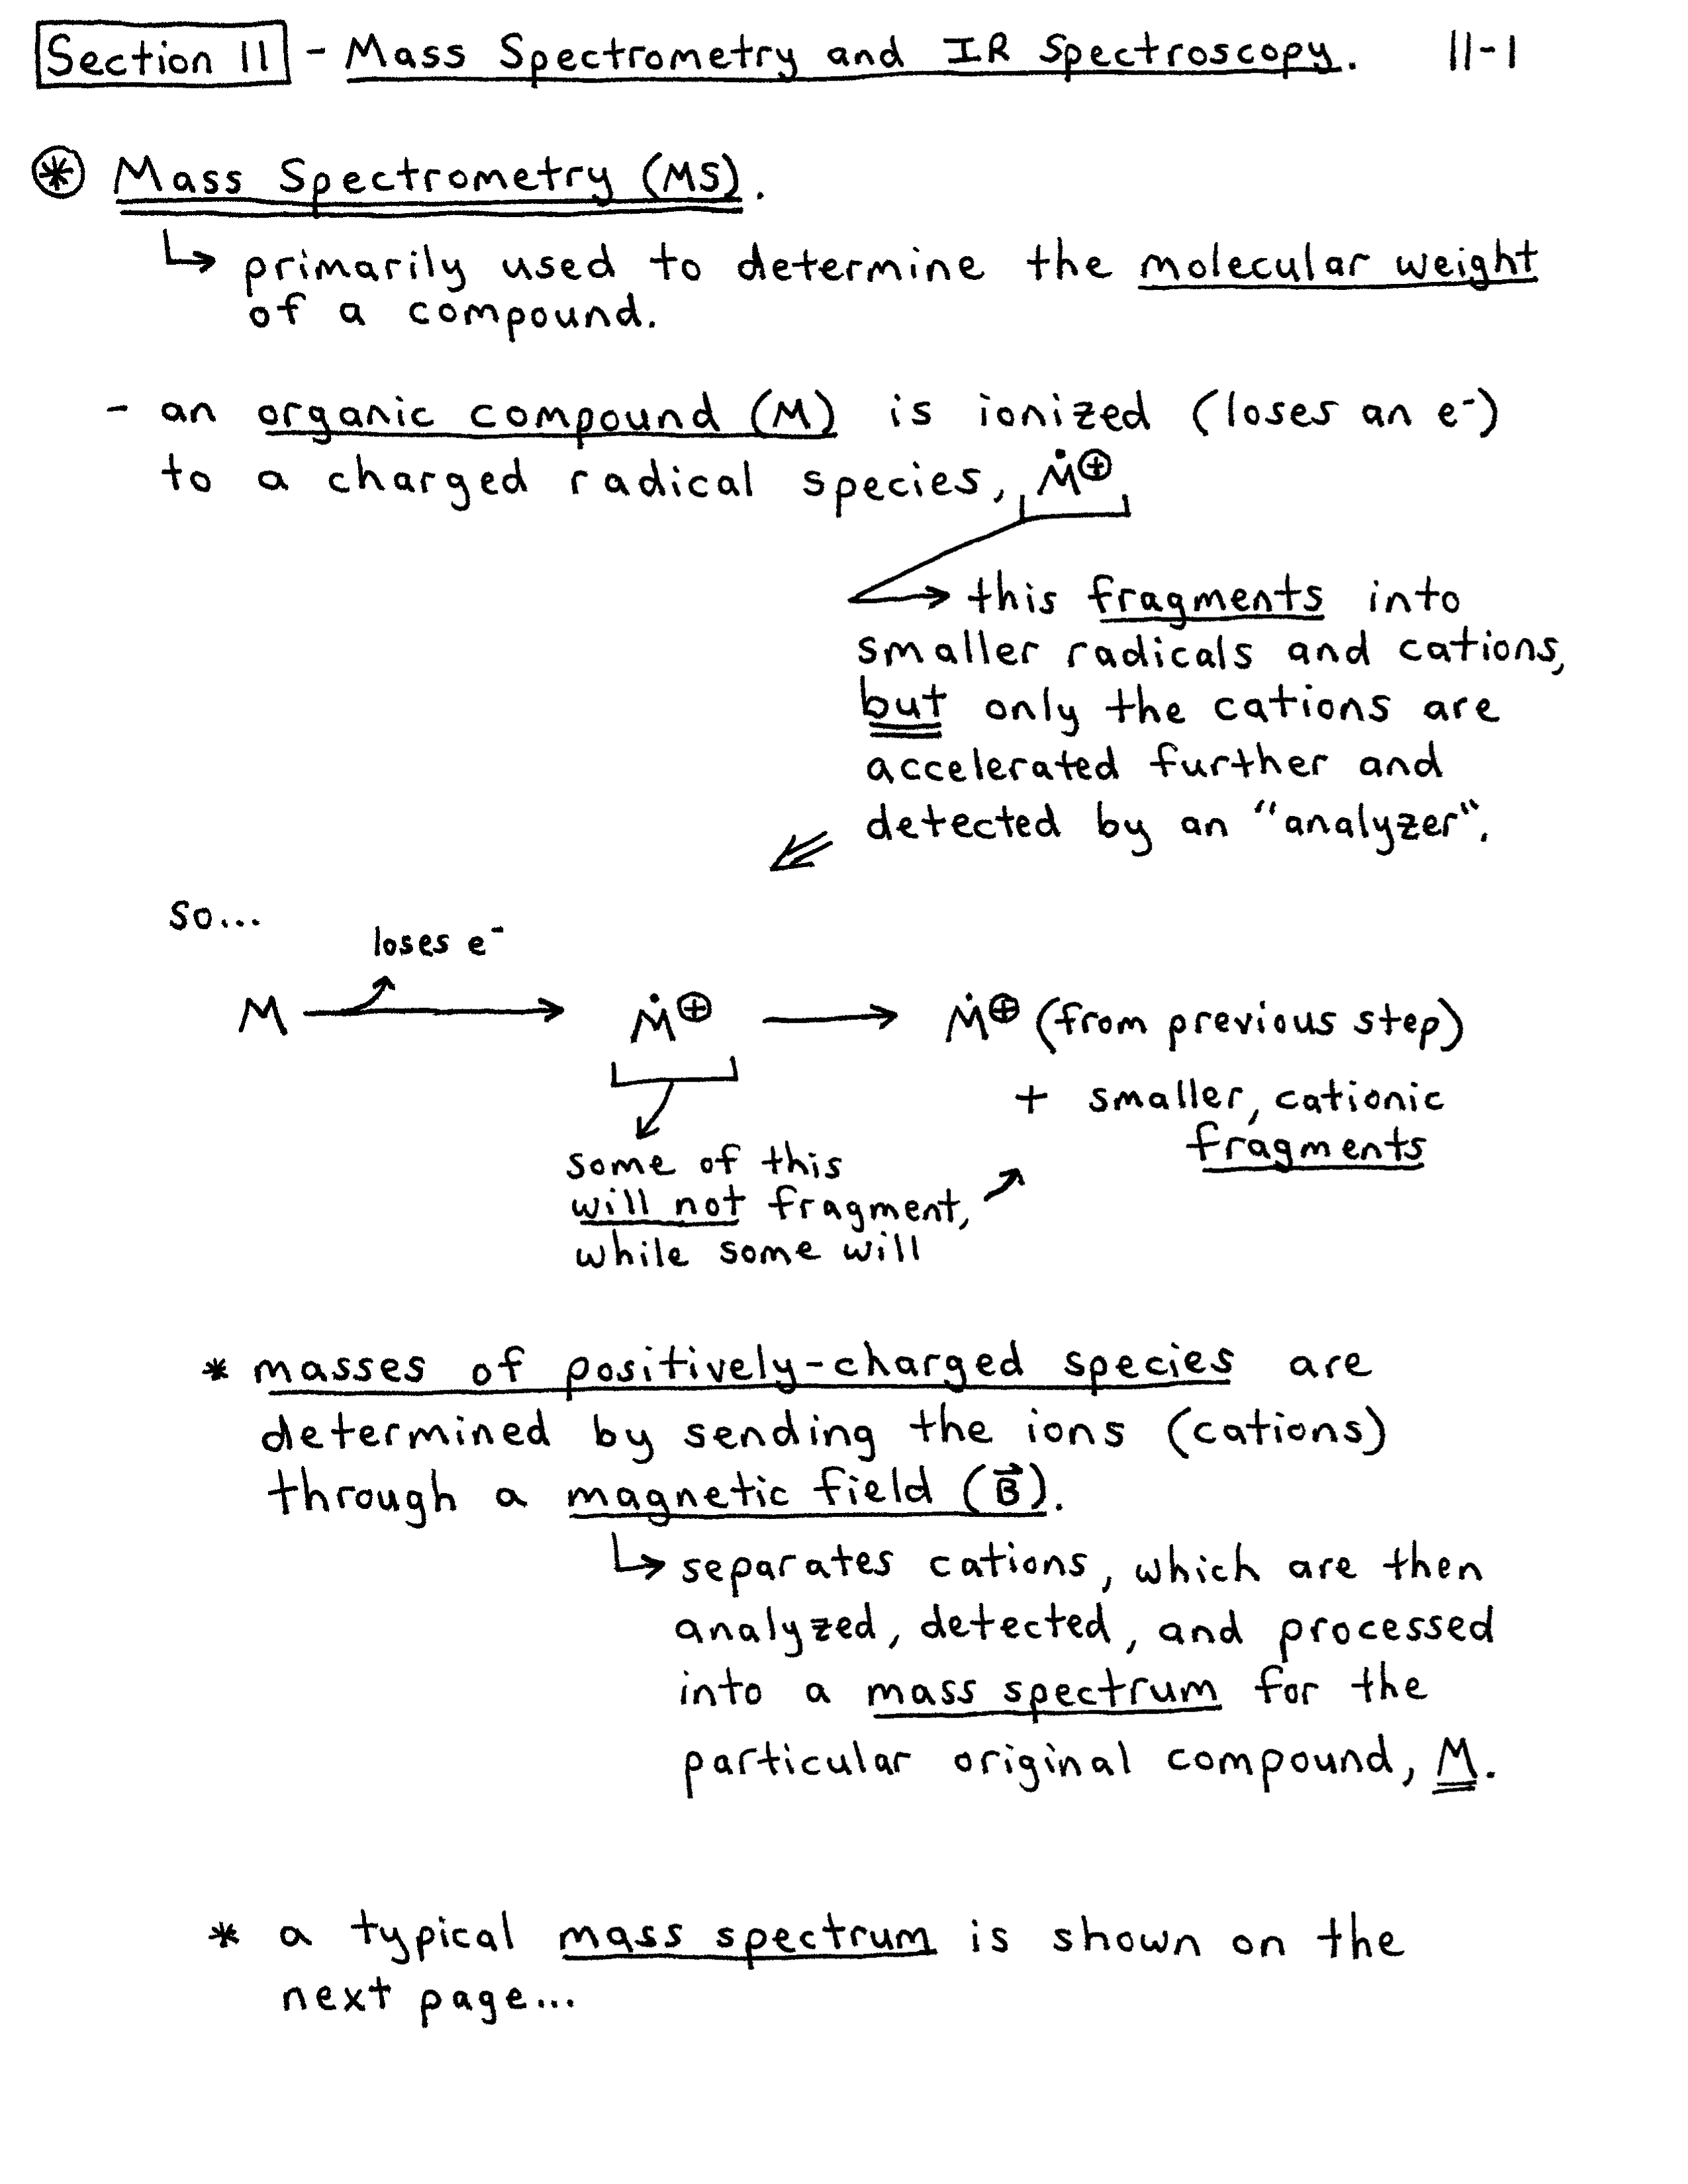 Section 11 - Mass Spectrometry and IR Spectroscopy. 11-1
⊛ Mass Spectrometry (MS).
↳ primarily used to determine the molecular weight
of a compound.
- an organic compound (M) is ionized (loses an e⁻)
to a charged radical species, Ṁ⊕
→ this fragments into
smaller radicals and cations,
but only the cations are
accelerated further and
detected by an "analyzer".
so...
loses e⁻
M → Ṁ⊕ → Ṁ⊕ (from previous step)
+ smaller, cationic
fragments
some of this
will not fragment,
while some will
* masses of positively-charged species are
determined by sending the ions (cations)
through a magnetic field (B⃗).
↳ separates cations, which are then
analyzed, detected, and processed
into a mass spectrum for the
particular original compound, M.
* a typical mass spectrum is shown on the
next page...